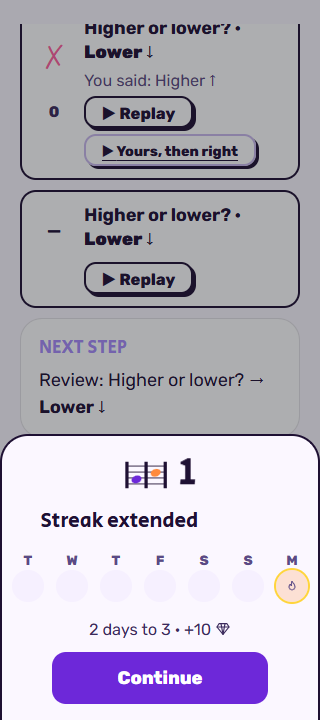 Higher or lower? •
Lower ↓
You said: Higher ↑
0
▶ Replay
▶ Yours, then right
Higher or lower? •
Lower ↓
–
▶ Replay
NEXT STEP
Review: Higher or lower? →
Lower ↓
1
Streak extended
T W T F S S M
2 days to 3 • +10
Continue